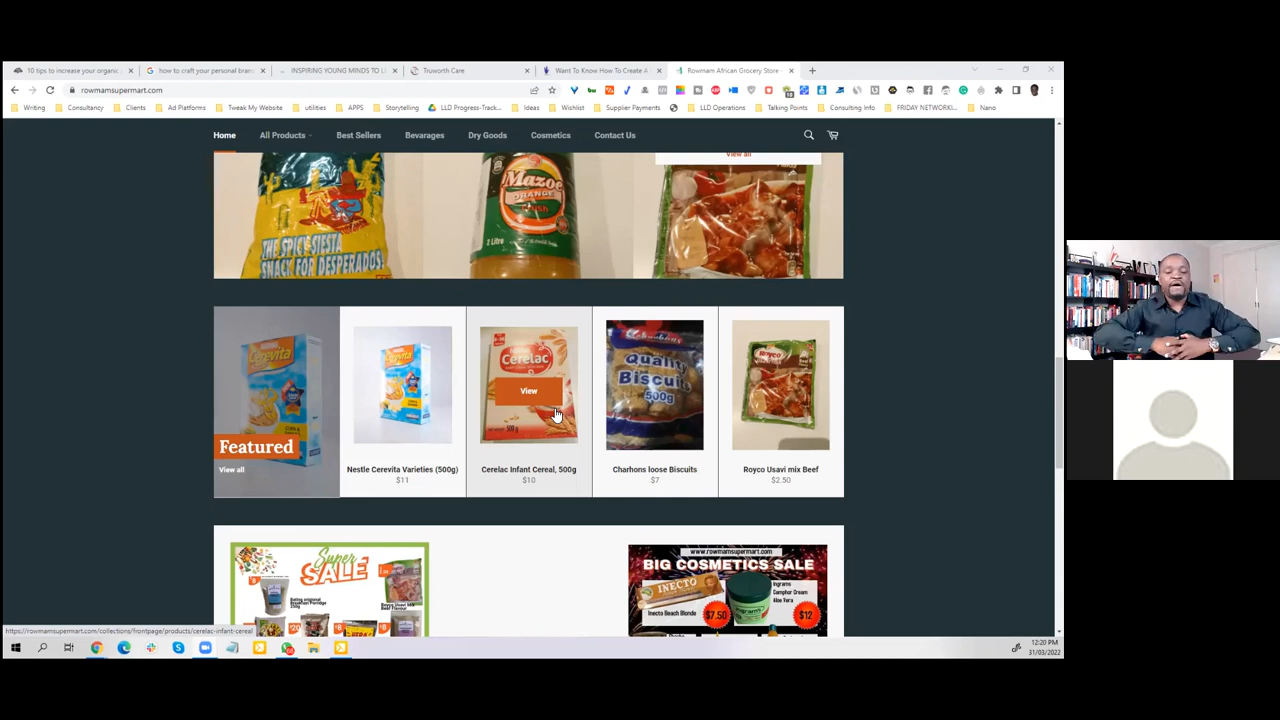 10 tips to increase your organic
how to craft your personal bran
INSPIRING YOUNG MINDS TO LI
Truworth Care
Want To Know How To Create A
Rowmam African Grocery Store
rowmamsupermart.com
Writing
Consultancy
Clients
Ad Platforms
Tweak My Website
utilities
APPS
Storytelling
LLD Progress-Track...
Ideas
Wishlist
Supplier Payments
LLD Operations
Talking Points
Consulting Info
FRIDAY NETWORKI...
Nano
Home
All Products
Best Sellers
Bevarages
Dry Goods
Cosmetics
Contact Us
View all
THE SPICY SIESTA
SNACK FOR DESPERADOS!
Mazoe
ORANGE
Crush
2 Litre
Cerevita
Featured
View all
Cerevita
Nestle Cerevita Varieties (500g)
$11
Cerelac
View
500 g
Cerelac Infant Cereal, 500g
$10
Quality
Biscuits
500g
Charhons loose Biscuits
$7
Royco
Royco Usavi mix Beef
$2.50
Super
SALE
www.rowmamsupermart.com
BIG COSMETICS SALE
INECTO
Inecto Beach Blonde
$7.50
Ingrams
Camphor Cream
Aloe Vera
$12
https://rowmamsupermart.com/collections/frontpage/products/cerelac-infant-cereal
12:20 PM
31/03/2022